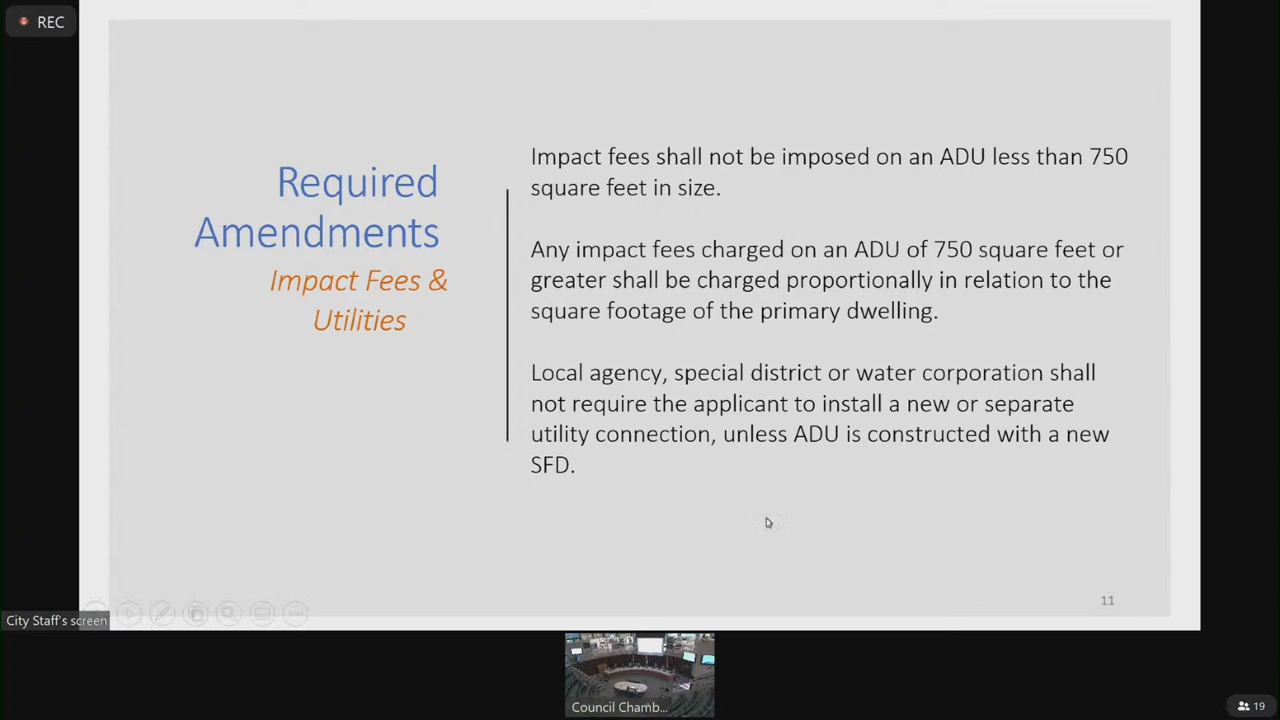 REC
Required
Amendments
Impact Fees &
Utilities
Impact fees shall not be imposed on an ADU less than 750
square feet in size.
Any impact fees charged on an ADU of 750 square feet or
greater shall be charged proportionally in relation to the
square footage of the primary dwelling.
Local agency, special district or water corporation shall
not require the applicant to install a new or separate
utility connection, unless ADU is constructed with a new
SFD.
11
City Staff's screen
Council Chamb...
19